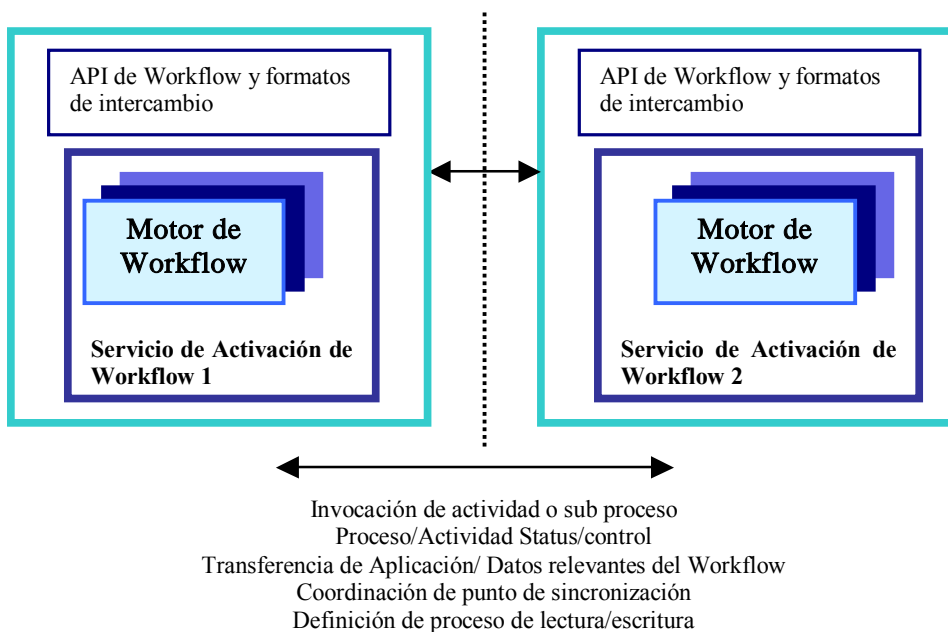 API de Workflow y formatos
de intercambio
Motor de
Workflow
Servicio de Activación de
Workflow 1
API de Workflow y formatos
de intercambio
Motor de
Workflow
Servicio de Activación de
Workflow 2
Invocación de actividad o sub proceso
Proceso/Actividad Status/control
Transferencia de Aplicación/ Datos relevantes del Workflow
Coordinación de punto de sincronización
Definición de proceso de lectura/escritura